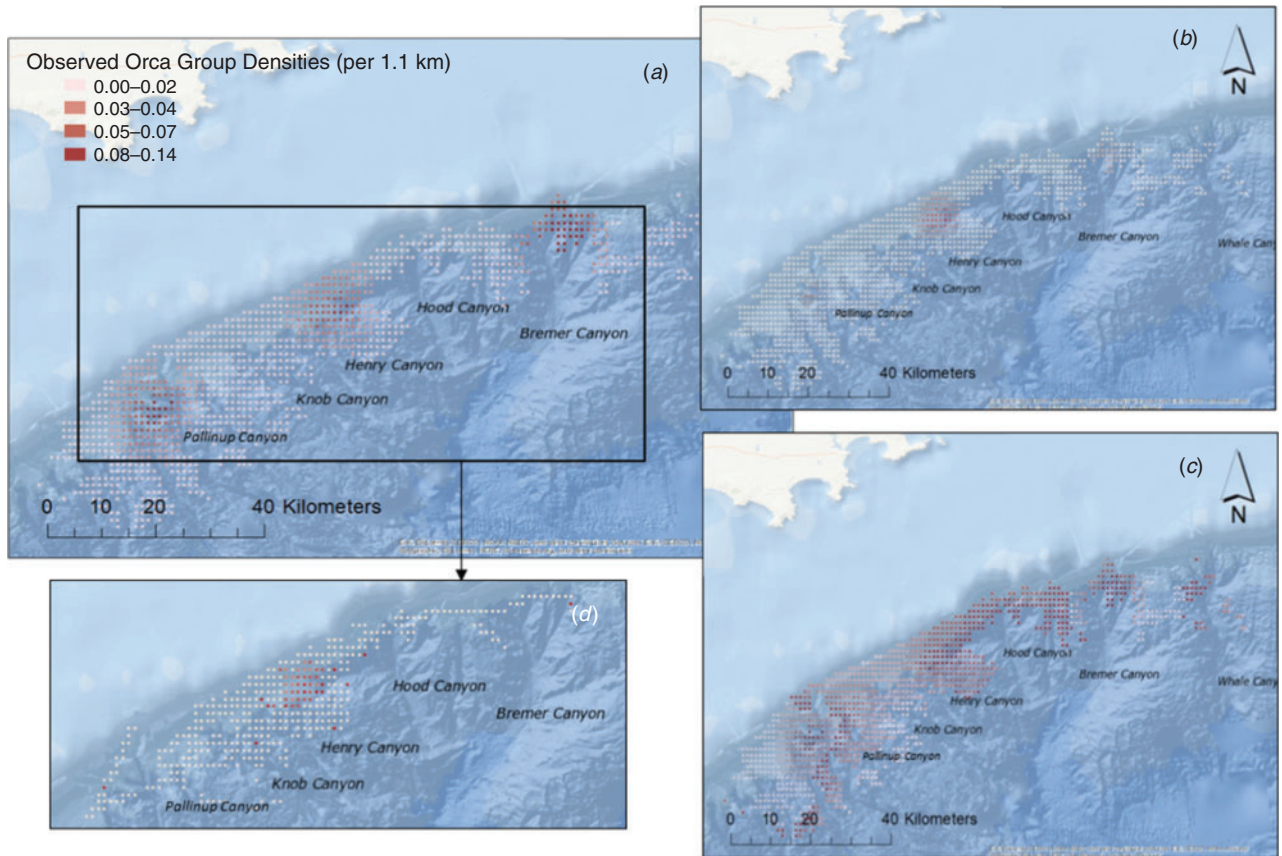 Observed Orca Group Densities (per 1.1 km)
0.00–0.02
0.03–0.04
0.05–0.07
0.08–0.14
(a)
Hood Canyon
Bremer Canyon
Henry Canyon
Knob Canyon
Pallinup Canyon
0 10 20 40 Kilometers
(b)
N
Hood Canyon
Bremer Canyon
Whale Can
Henry Canyon
Knob Canyon
Pallinup Canyon
0 10 20 40 Kilometers
(c)
N
Hood Canyon
Bremer Canyon
Whale Cany
Henry Canyon
Knob Canyon
Pallinup Canyon
0 10 20 40 Kilometers
(d)
Hood Canyon
Bremer Canyon
Henry Canyon
Knob Canyon
Pallinup Canyon